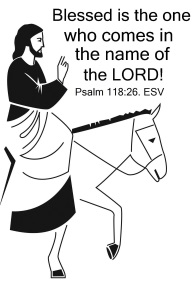 Blessed is the one
who comes in
the name of
the LORD!
Psalm 118:26. ESV